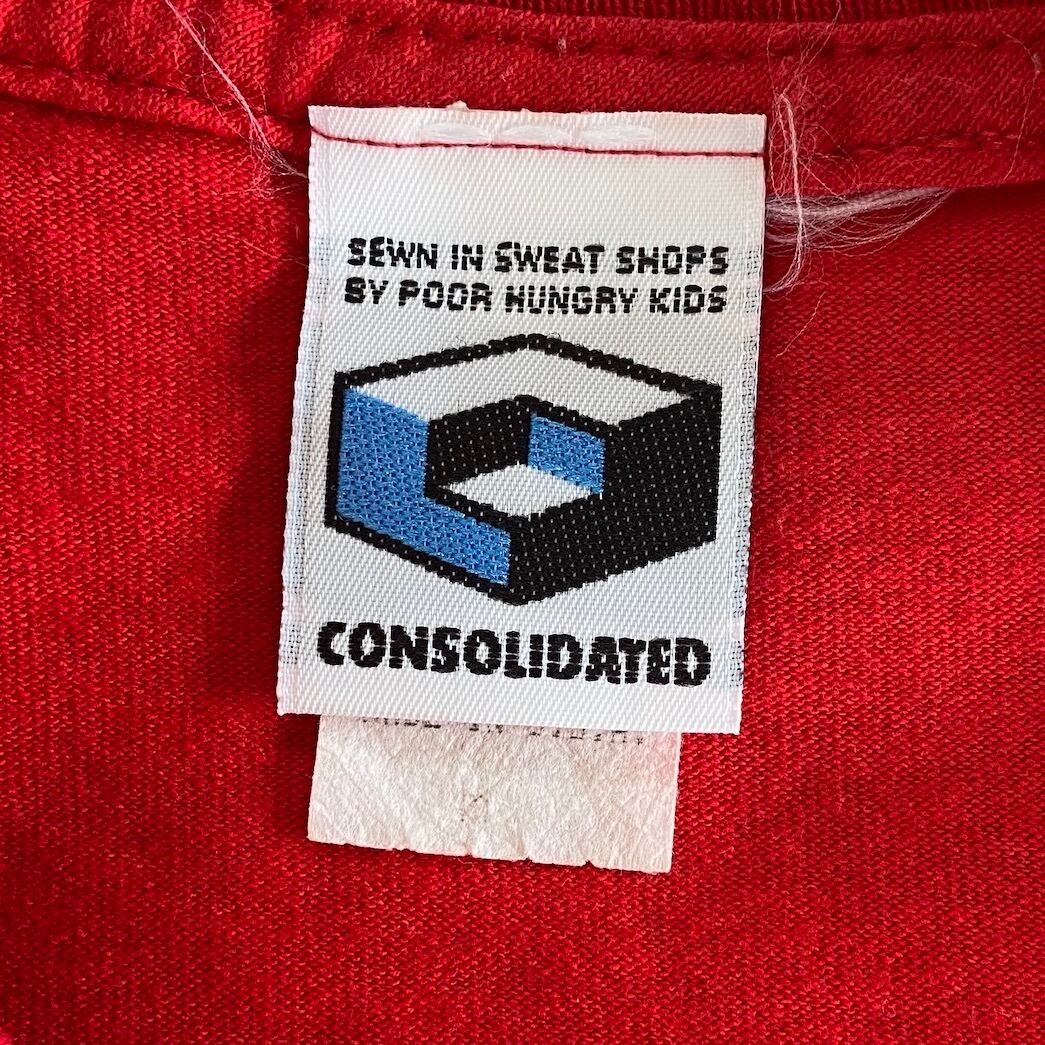 SEWN IN SWEAT SHOPS
BY POOR HUNGRY KIDS
CONSOLIDATED